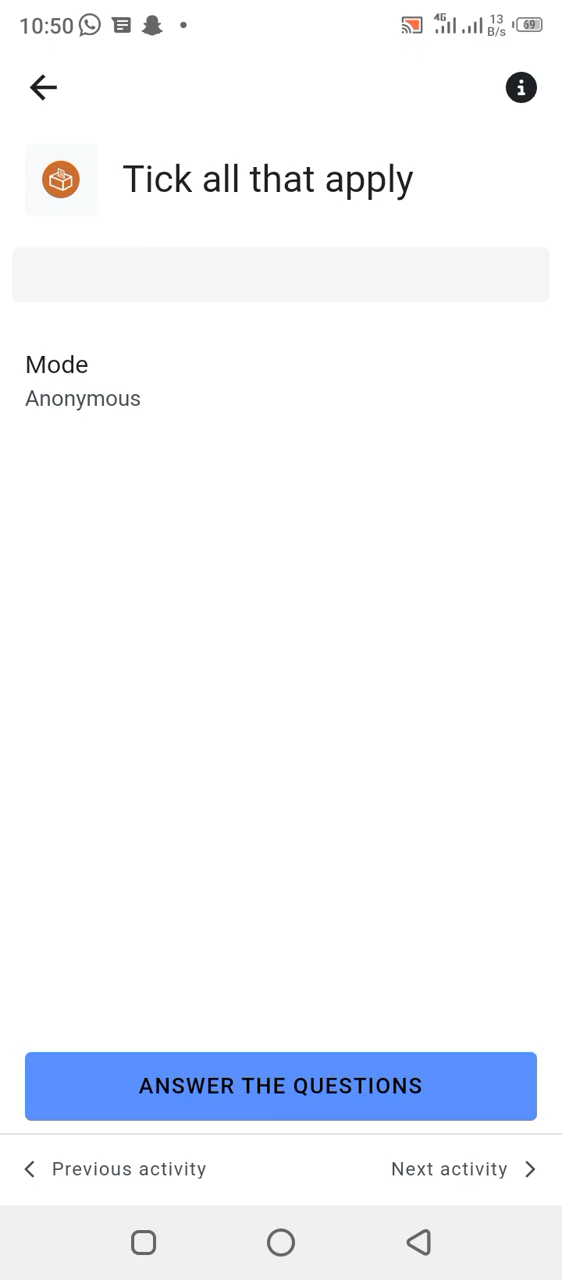 10:50 4G 13 B/s 69
Tick all that apply
Mode
Anonymous
ANSWER THE QUESTIONS
Previous activity Next activity